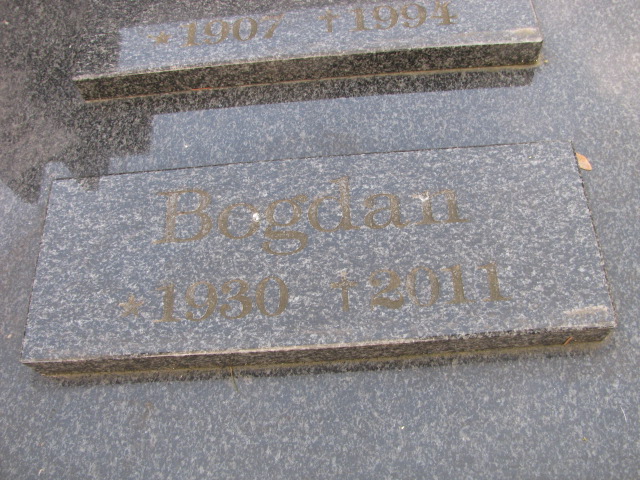 * 1907 † 1994
Bogdan
* 1930 † 2011